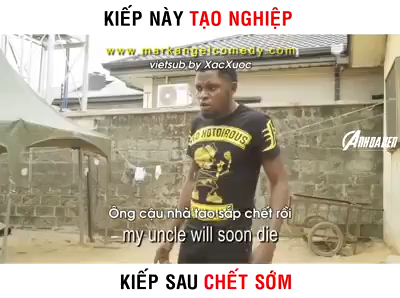 KIẾP NÀY TẠO NGHIỆP
www.markangelcomedy.com
vietsub by XacXuoc
NOTOIROUS
Ông cậu nhà tao sắp chết rồi
– my uncle will soon die
KIẾP SAU CHẾT SỚM